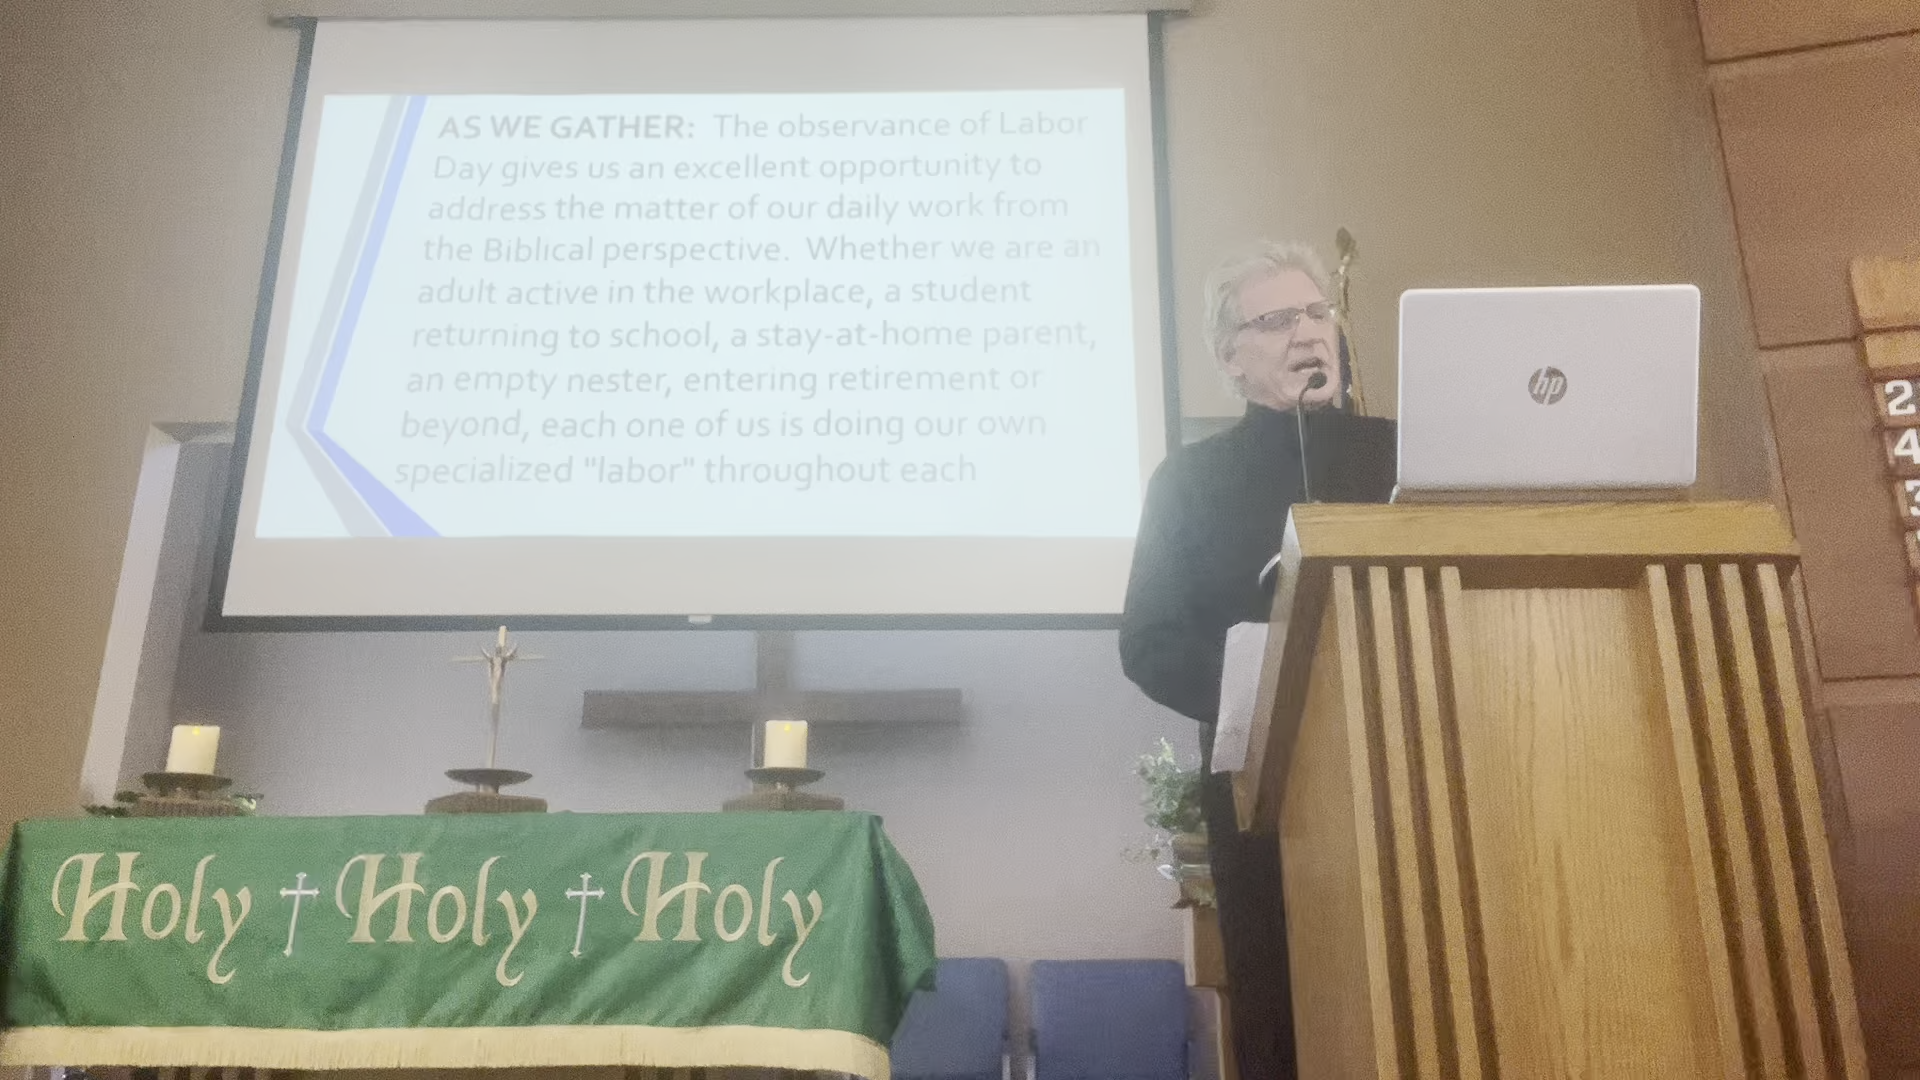 AS WE GATHER: The observance of Labor
Day gives us an excellent opportunity to
address the matter of our daily work from
the Biblical perspective. Whether we are an
adult active in the workplace, a student
returning to school, a stay-at-home parent,
an empty nester, entering retirement or
beyond, each one of us is doing our own
specialized "labor" throughout each
hp
2
4
Holy Holy Holy